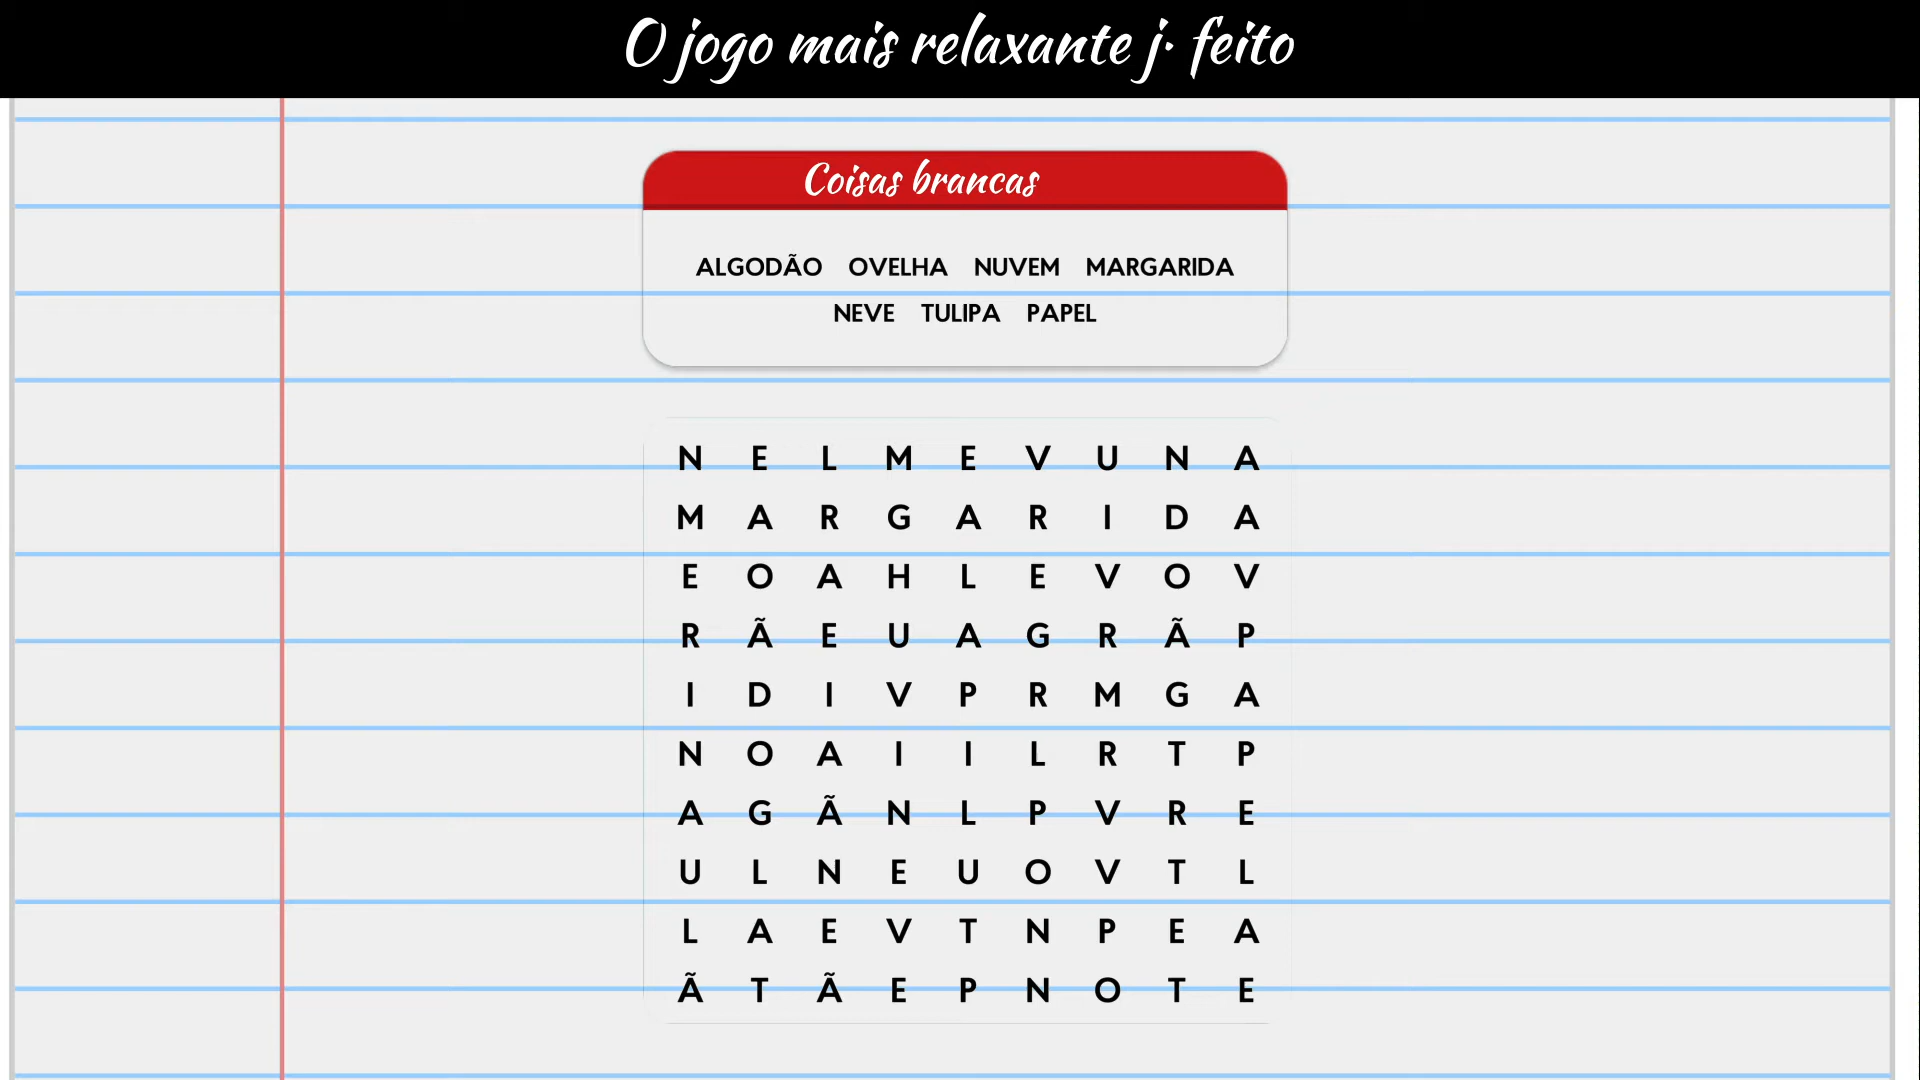 O jogo mais relaxante j· feito
Coisas brancas
ALGODÃO OVELHA NUVEM MARGARIDA
NEVE TULIPA PAPEL
N E L M E V U N A
M A R G A R I D A
E O A H L E V O V
R Ã E U A G R Ã P
I D I V P R M G A
N O A I I L R T P
A G Ã N L P V R E
U L N E U O V T L
L A E V T N P E A
Ã T Ã E P N O T E